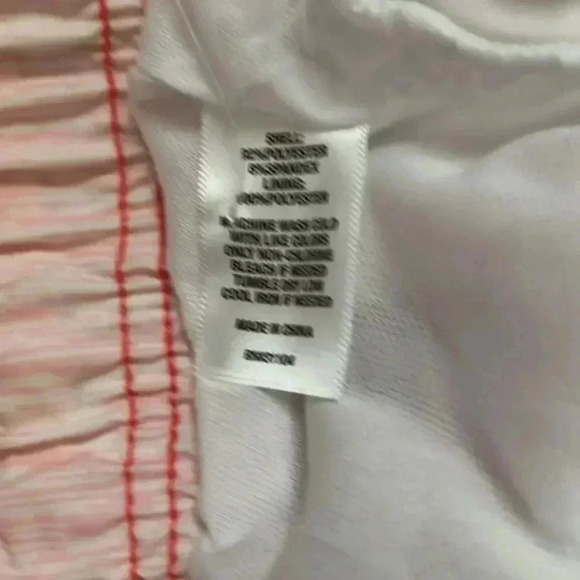 SHELL:
92%POLYESTER
8%SPANDEX
LINING:
100%POLYESTER
MACHINE WASH COLD
WITH LIKE COLORS
ONLY NON-CHLORINE
BLEACH IF NEEDED
TUMBLE DRY LOW
COOL IRON IF NEEDED
MADE IN CHINA